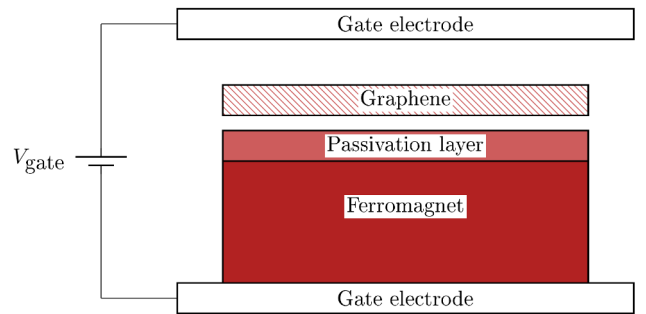 Gate electrode
Graphene
Passivation layer
V_gate
Ferromagnet
Gate electrode